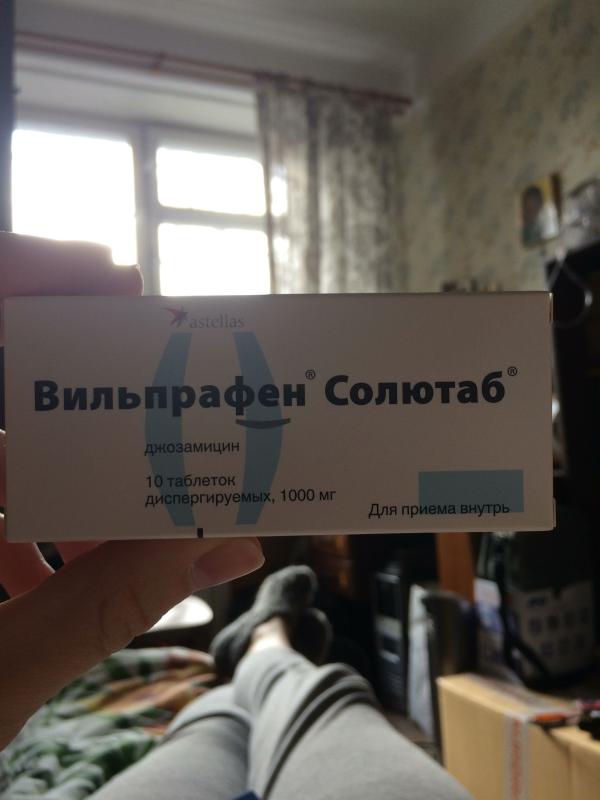 astellas
Вильпрафен® Солютаб®
джозамицин
10 таблеток
диспергируемых, 1000 мг
Для приема внутрь